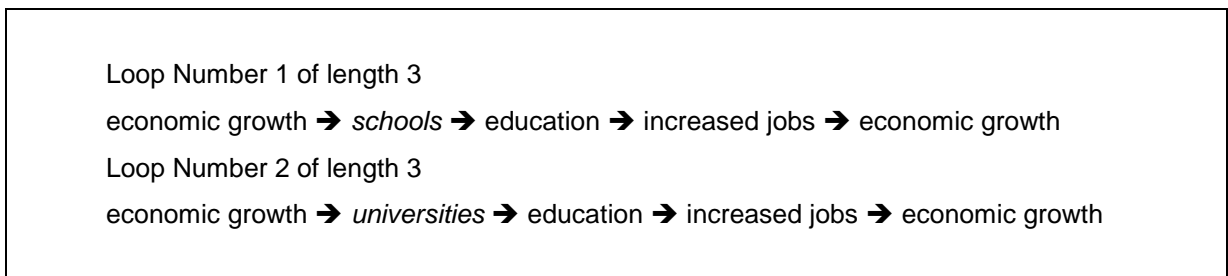 Loop Number 1 of length 3
economic growth ➔ schools ➔ education ➔ increased jobs ➔ economic growth
Loop Number 2 of length 3
economic growth ➔ universities ➔ education ➔ increased jobs ➔ economic growth